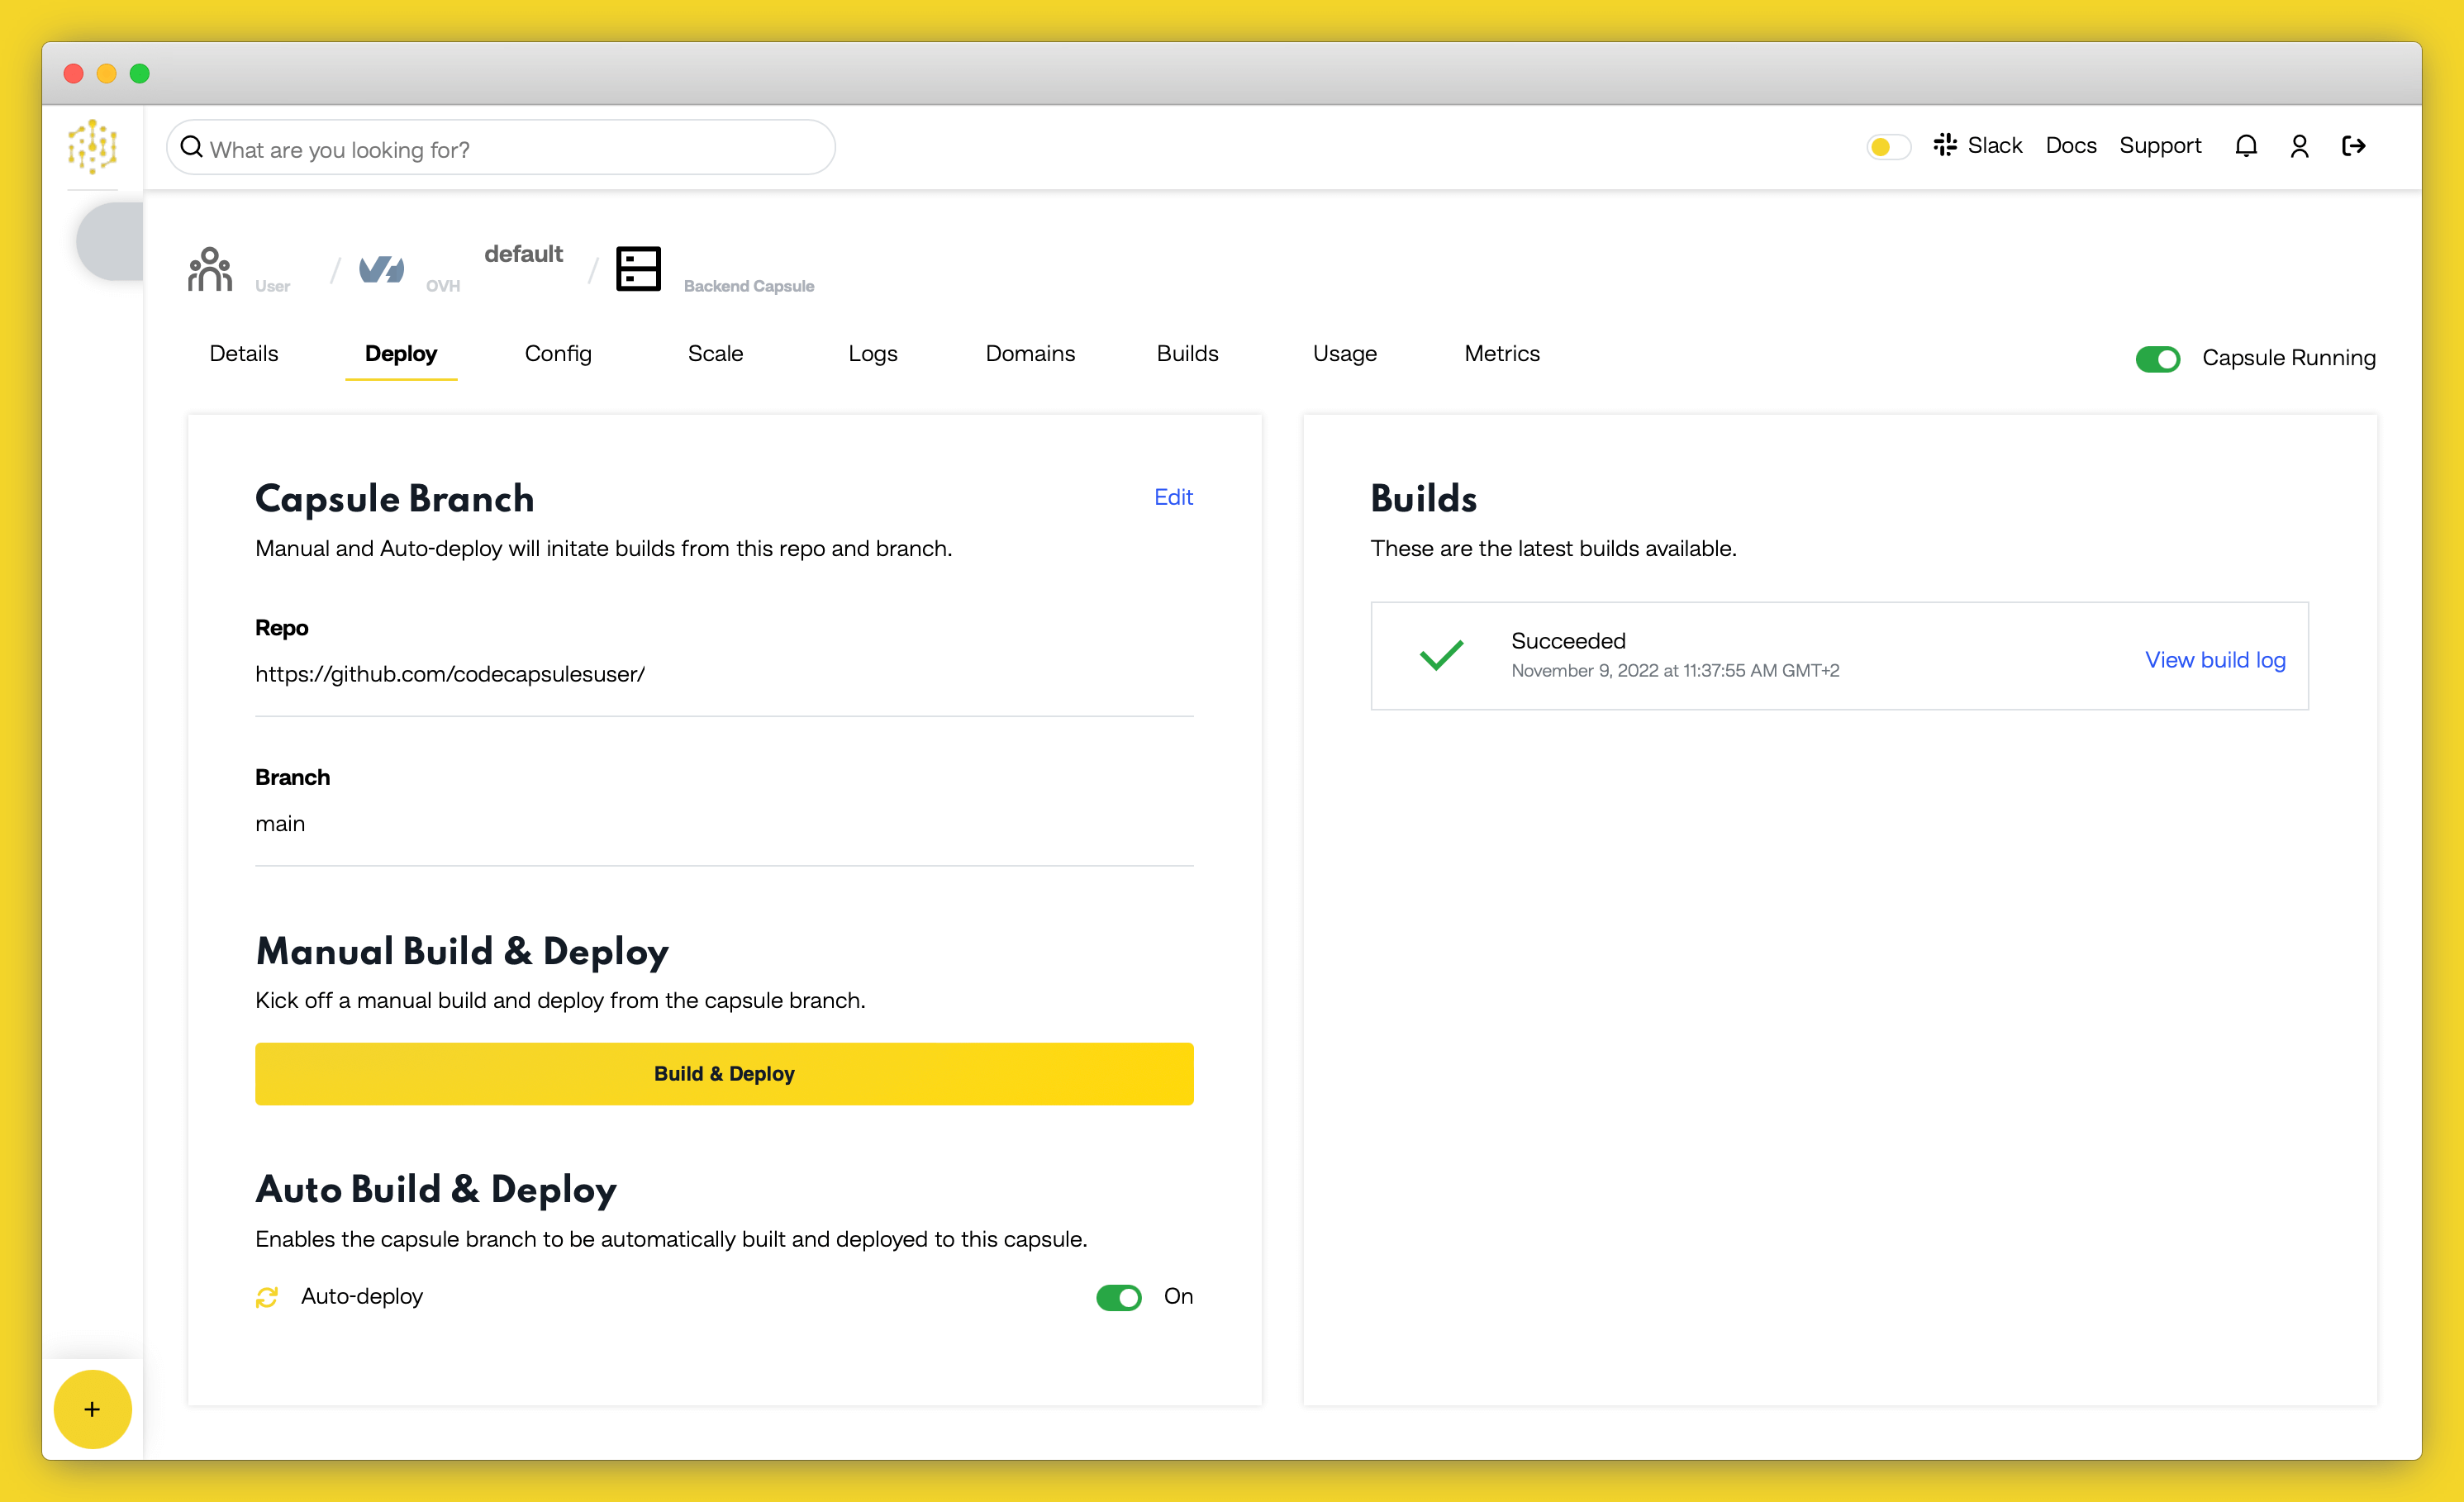 What are you looking for?
Slack
Docs
Support
User
/
OVH
default
/
Backend Capsule
Details
Deploy
Config
Scale
Logs
Domains
Builds
Usage
Metrics
Capsule Running
Capsule Branch
Edit
Manual and Auto-deploy will initate builds from this repo and branch.
Repo
https://github.com/codecapsulesuser/
Branch
main
Manual Build & Deploy
Kick off a manual build and deploy from the capsule branch.
Build & Deploy
Auto Build & Deploy
Enables the capsule branch to be automatically built and deployed to this capsule.
Auto-deploy
On
Builds
These are the latest builds available.
Succeeded
November 9, 2022 at 11:37:55 AM GMT+2
View build log
+